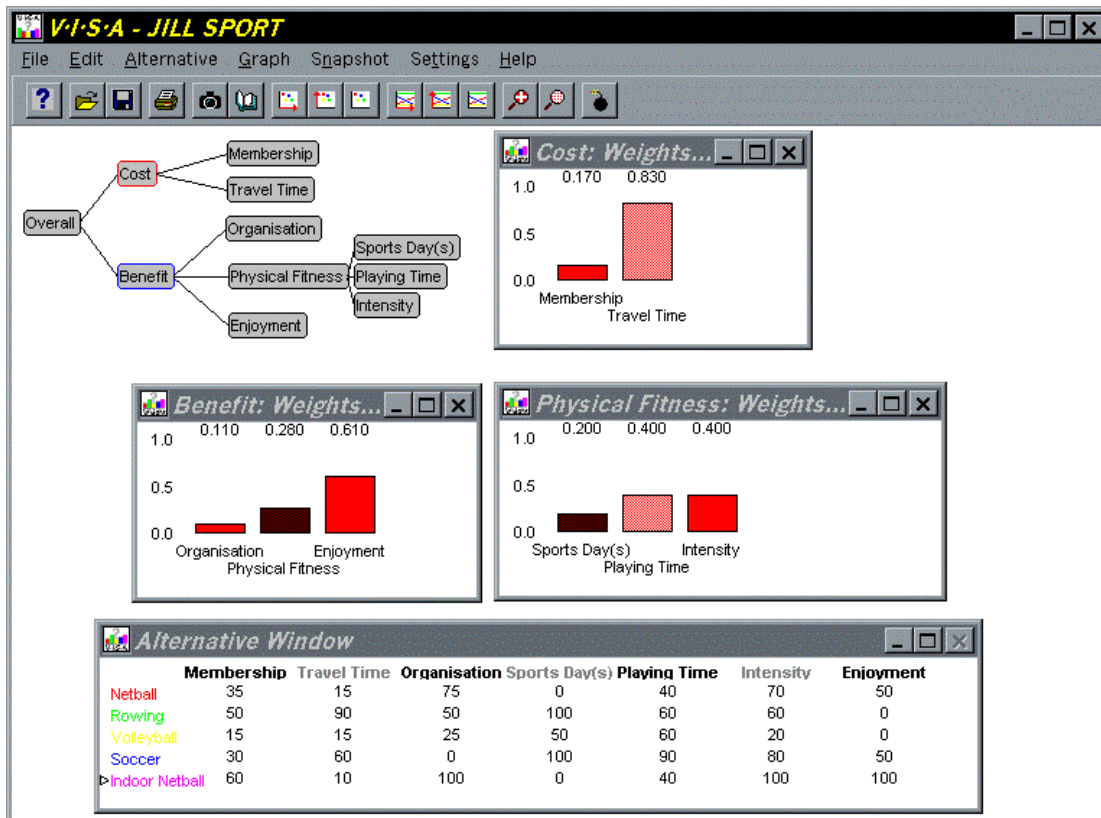 V·I·S·A - JILL SPORT
File Edit Alternative Graph Snapshot Settings Help
?
Overall
Cost
Membership
Travel Time
Benefit
Organisation
Physical Fitness
Sports Day(s)
Playing Time
Intensity
Enjoyment
Cost: Weights...
0.170 0.830
1.0
0.5
0.0
Membership
Travel Time
Benefit: Weights...
0.110 0.280 0.610
1.0
0.5
0.0
Organisation Enjoyment
Physical Fitness
Physical Fitness: Weights...
0.200 0.400 0.400
1.0
0.5
0.0
Sports Day(s) Intensity
Playing Time
Alternative Window
Membership Travel Time Organisation Sports Day(s) Playing Time Intensity Enjoyment
Netball 35 15 75 0 40 70 50
Rowing 50 90 50 100 60 60 0
Volleyball 15 15 25 50 60 20 0
Soccer 30 60 0 100 90 80 50
Indoor Netball 60 10 100 0 40 100 100